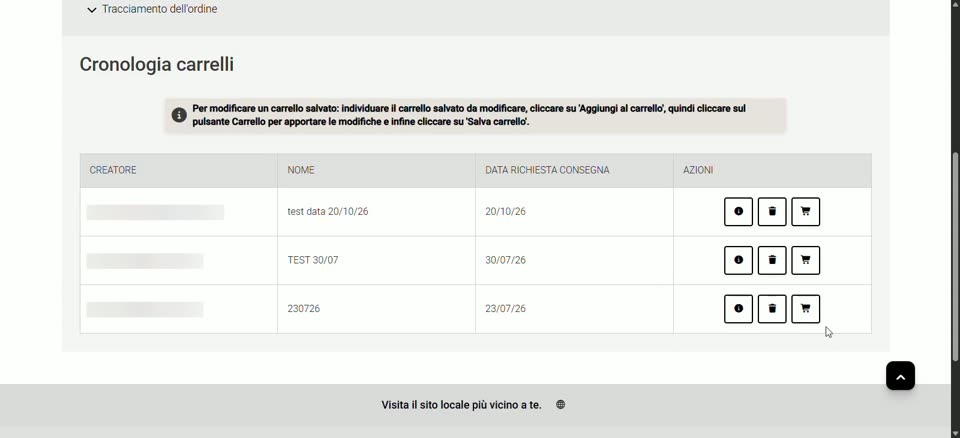 Tracciamento dell'ordine
Cronologia carrelli
Per modificare un carrello salvato: individuare il carrello salvato da modificare, cliccare su 'Aggiungi al carrello', quindi cliccare sul
pulsante Carrello per apportare le modifiche e infine cliccare su 'Salva carrello'.
CREATORE NOME DATA RICHIESTA CONSEGNA AZIONI
test data 20/10/26 20/10/26
TEST 30/07 30/07/26
230726 23/07/26
Visita il sito locale più vicino a te.